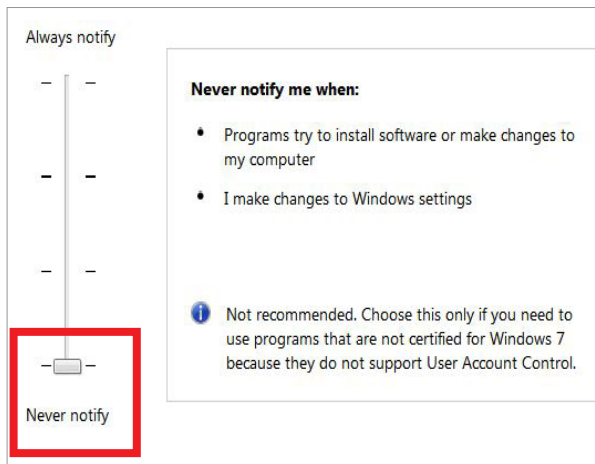 Always notify
Never notify me when:
• Programs try to install software or make changes to
my computer
• I make changes to Windows settings
Not recommended. Choose this only if you need to
use programs that are not certified for Windows 7
because they do not support User Account Control.
Never notify